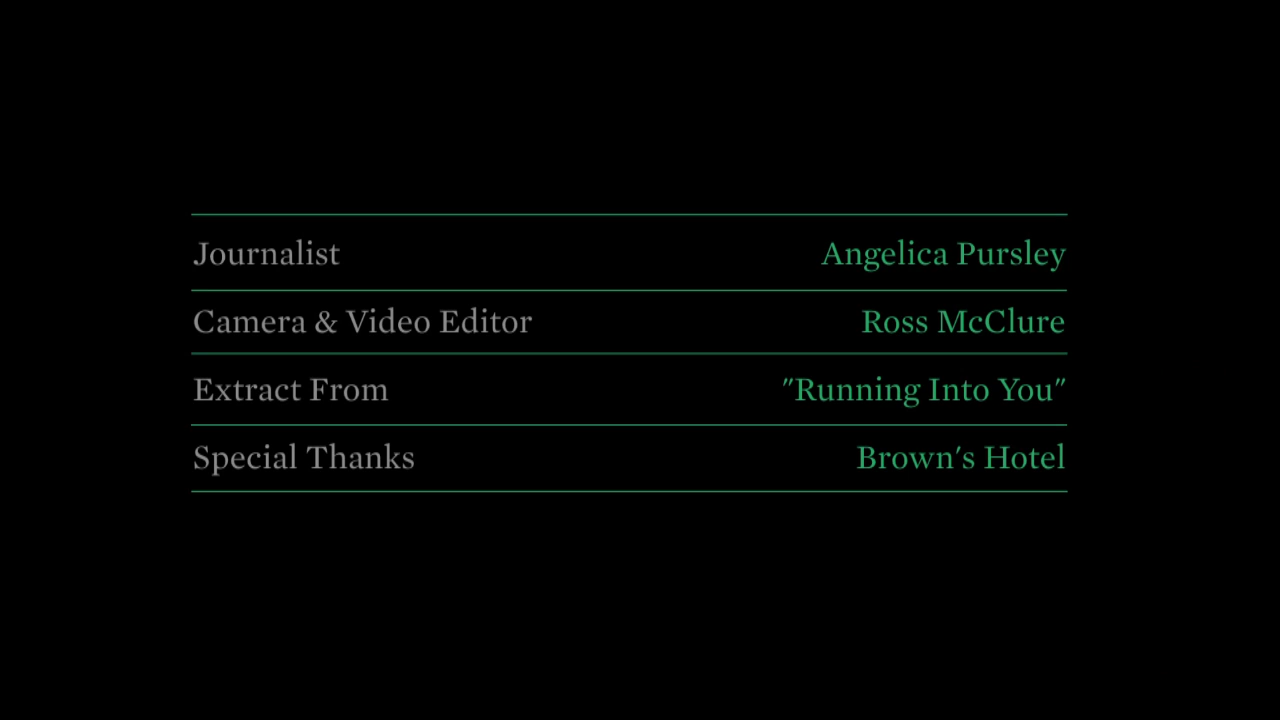 Journalist Angelica Pursley
Camera & Video Editor Ross McClure
Extract From "Running Into You"
Special Thanks Brown's Hotel